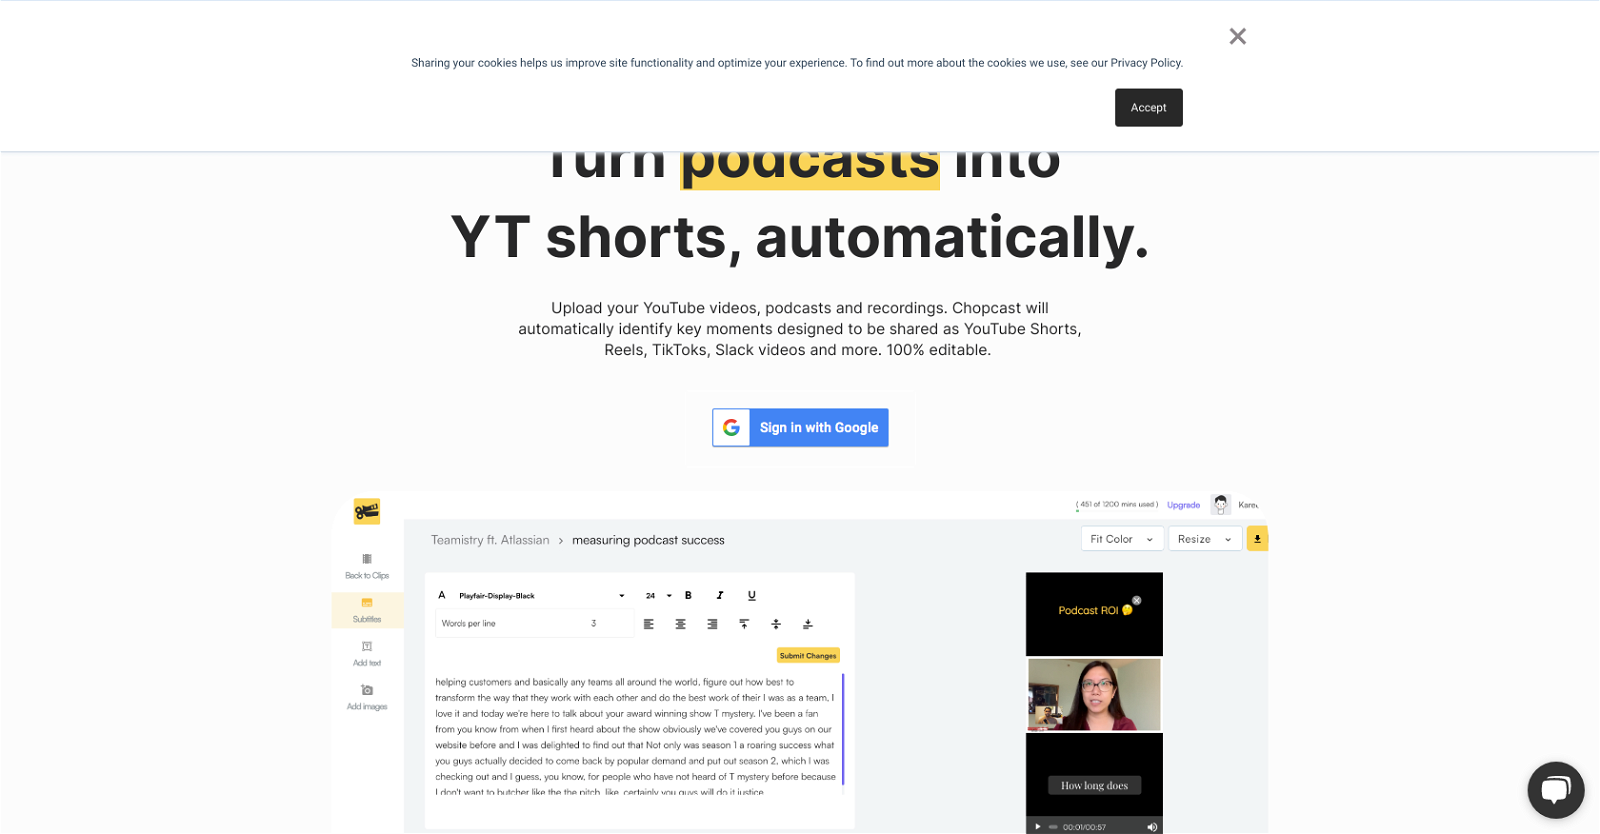 Sharing your cookies helps us improve site functionality and optimize your experience. To find out more about the cookies we use, see our Privacy Policy.
Accept
Turn podcasts into
YT shorts, automatically.
Upload your YouTube videos, podcasts and recordings. Chopcast will
automatically identify key moments designed to be shared as YouTube Shorts,
Reels, TikToks, Slack videos and more. 100% editable.
Sign in with Google
( 451 of 1200 mins used ) Upgrade
Teamistry ft. Atlassian > measuring podcast success
Fit Color
Resize
Back to Clips
Subtitles
Add text
Add images
A Playfair-Display-Black 24 B I U
Words per line 3
Submit Changes
helping customers and basically any teams all around the world, figure out how best to
transform the way that they work with each other and do the best work of their I was as a team. I
love it and today we're here to talk about your award winning show T mystery. I've been a fan
from you know from when I first heard about the show obviously we've covered you guys on our
website before and I was delighted to find out that Not only was season 1 a roaring success what
you guys actually decided to come back by popular demand and put out season 2, which I was
checking out and I guess, you know, for people who have not heard of T mystery before because
I don't want to butcher like the the pitch, like, certainly you guys will do it justice
Podcast ROI 🤔
How long does
00:01/00:57